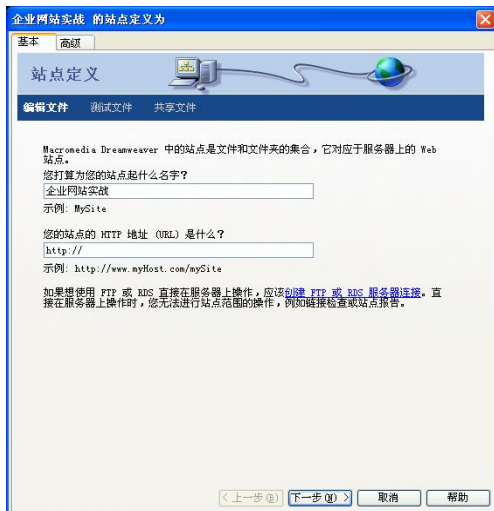 企业网站实战 的站点定义为
基本 高级
站点定义
编辑文件 测试文件 共享文件
Macromedia Dreamweaver 中的站点是文件和文件夹的集合，它对应于服务器上的 Web
站点。
您打算为您的站点起什么名字？
企业网站实战
示例: MySite
您的站点的 HTTP 地址 (URL) 是什么？
http://
示例: http://www.myHost.com/mySite
如果想使用 FTP 或 RDS 直接在服务器上操作，应该创建 FTP 或 RDS 服务器连接。直
接在服务器上操作时，您无法进行站点范围的操作，例如链接检查或站点报告。
< 上一步(B) 下一步(N) > 取消 帮助